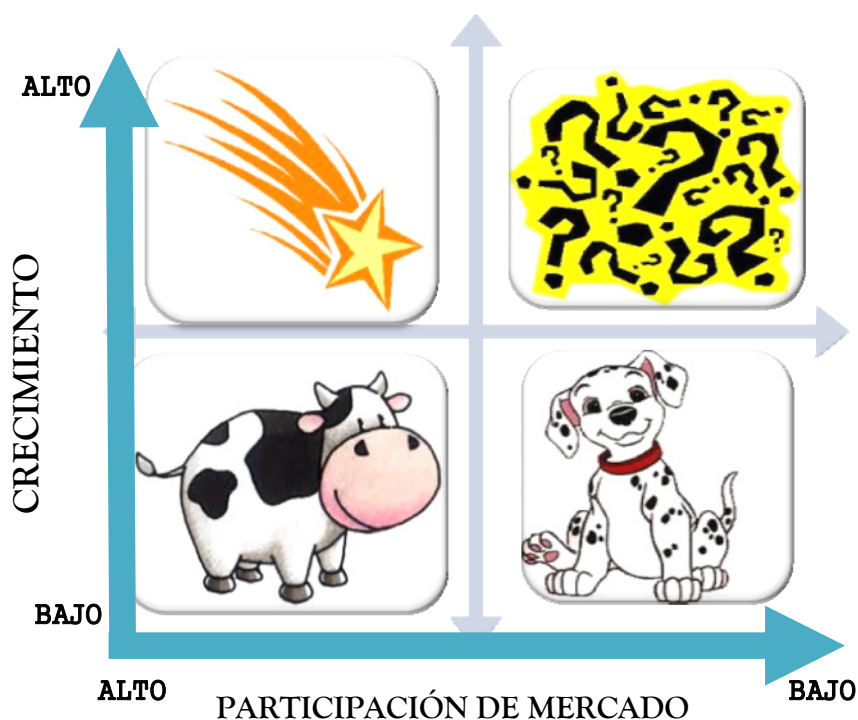 ALTO
CRECIMIENTO
BAJO
ALTO
BAJO
PARTICIPACIÓN DE MERCADO